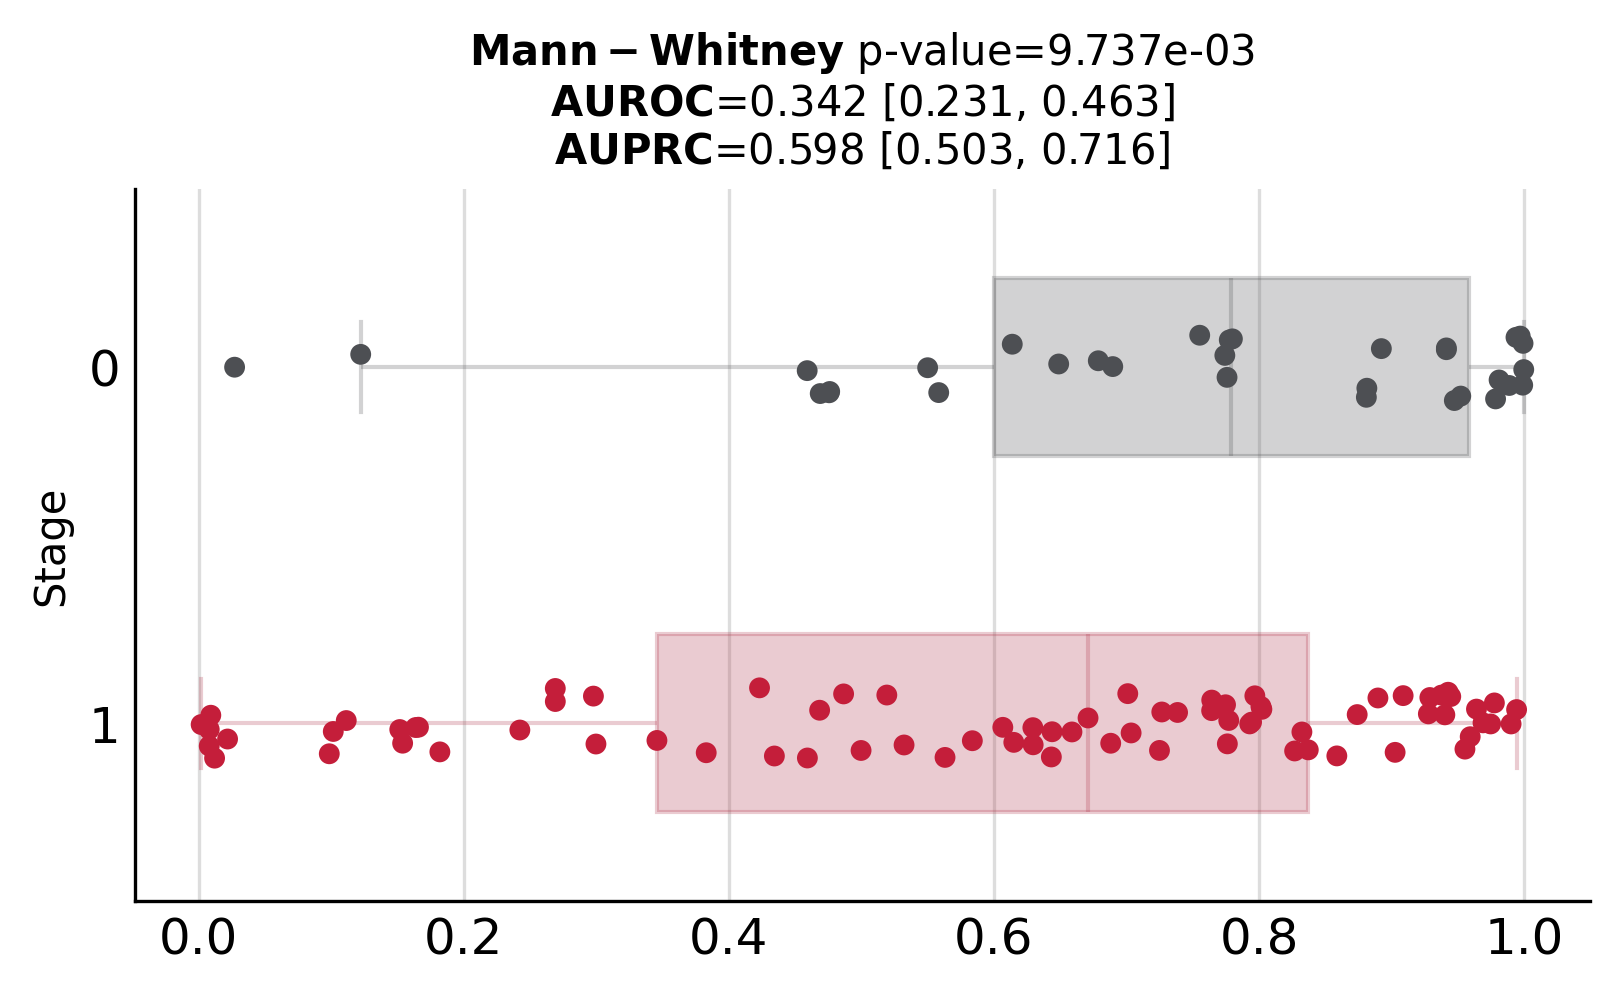 Mann − Whitney p-value=9.737e-03
AUROC=0.342 [0.231, 0.463]
AUPRC=0.598 [0.503, 0.716]
Stage
0
1
0.0 0.2 0.4 0.6 0.8 1.0